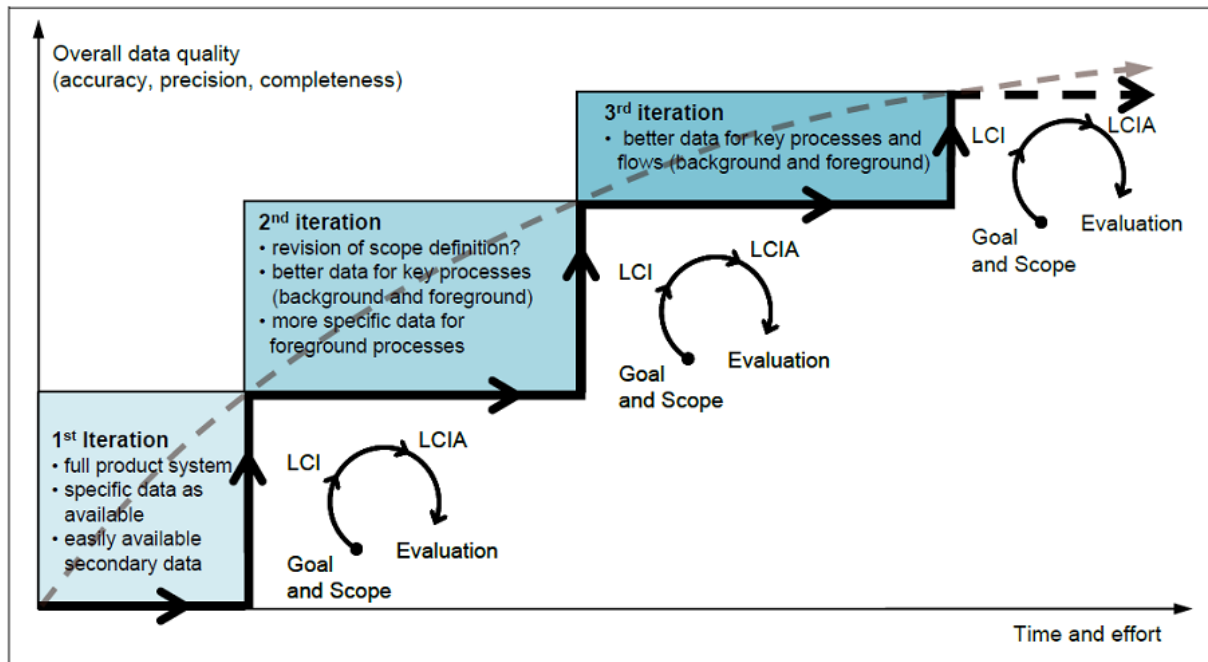 Overall data quality
(accuracy, precision, completeness)
3rd iteration
• better data for key processes and
flows (background and foreground)
LCI
LCIA
Goal
and Scope
Evaluation
2nd iteration
• revision of scope definition?
• better data for key processes
(background and foreground)
• more specific data for
foreground processes
LCI
LCIA
Goal
and Scope
Evaluation
1st Iteration
• full product system
• specific data as
available
• easily available
secondary data
LCI
LCIA
Goal
and Scope
Evaluation
Time and effort